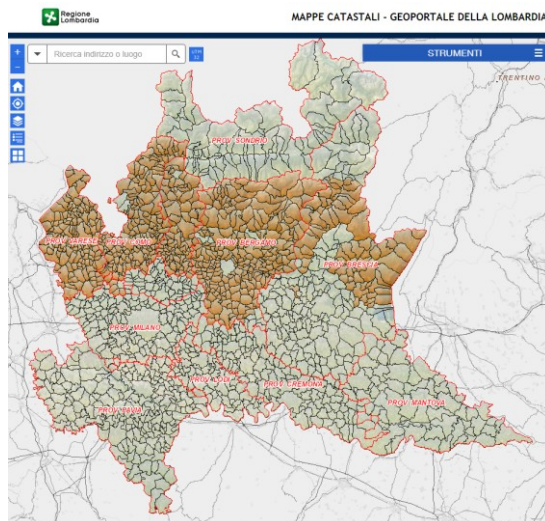 Regione
Lombardia
MAPPE CATASTALI - GEOPORTALE DELLA LOMBARDIA
+
Ricerca indirizzo o luogo
STRUMENTI
−
TRENTINO
PROV. SONDRIO
PROV. VARESE
PROV. COMO
PROV. BERGAMO
PROV. BRESCIA
PROV. MILANO
PROV. LODI
PROV. CREMONA
PROV. MANTOVA
PROV. PAVIA